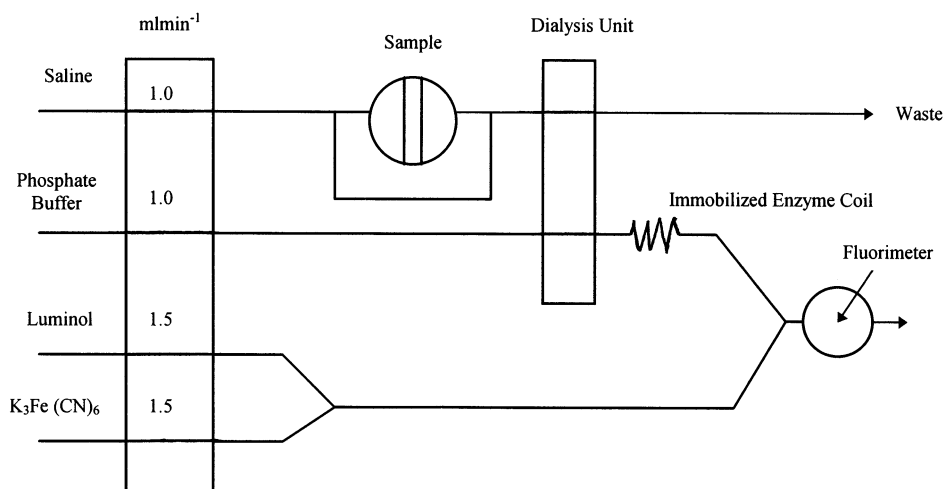 mlmin⁻¹
Sample
Dialysis Unit
Saline
1.0
Waste
Phosphate
Buffer
1.0
Immobilized Enzyme Coil
Fluorimeter
Luminol
1.5
K₃Fe (CN)₆
1.5